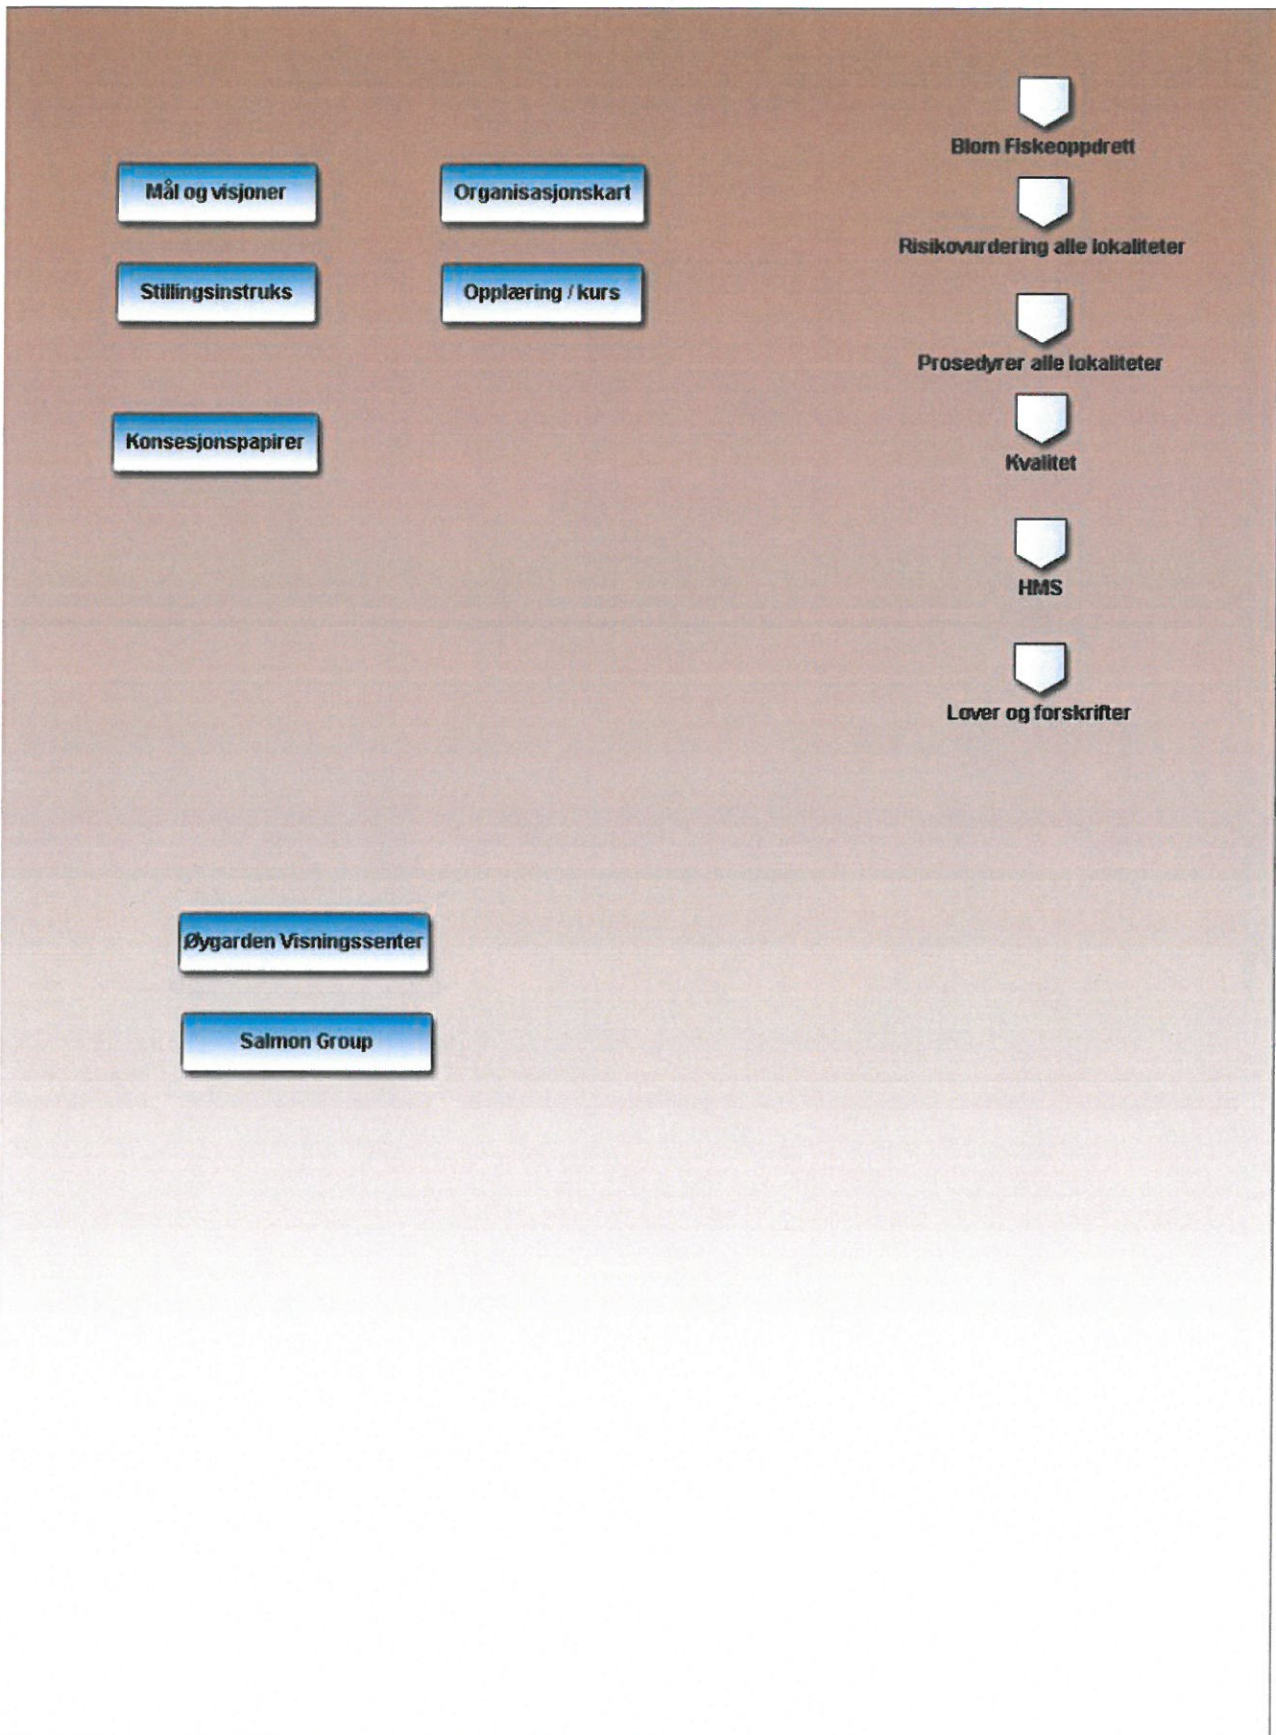 Mål og visjoner
Organisasjonskart
Stillingsinstruks
Opplæring / kurs
Konsesjonspapirer
Øygarden Visningssenter
Salmon Group
Blom Fiskeoppdrett
Risikovurdering alle lokaliteter
Prosedyrer alle lokaliteter
Kvalitet
HMS
Lover og forskrifter